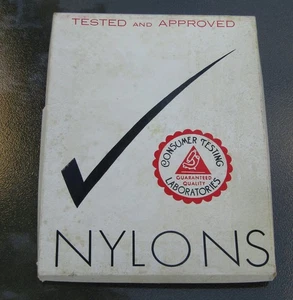 TESTED AND APPROVED
CONSUMER TESTING
GUARANTEED
QUALITY
LABORATORIES
NYLONS